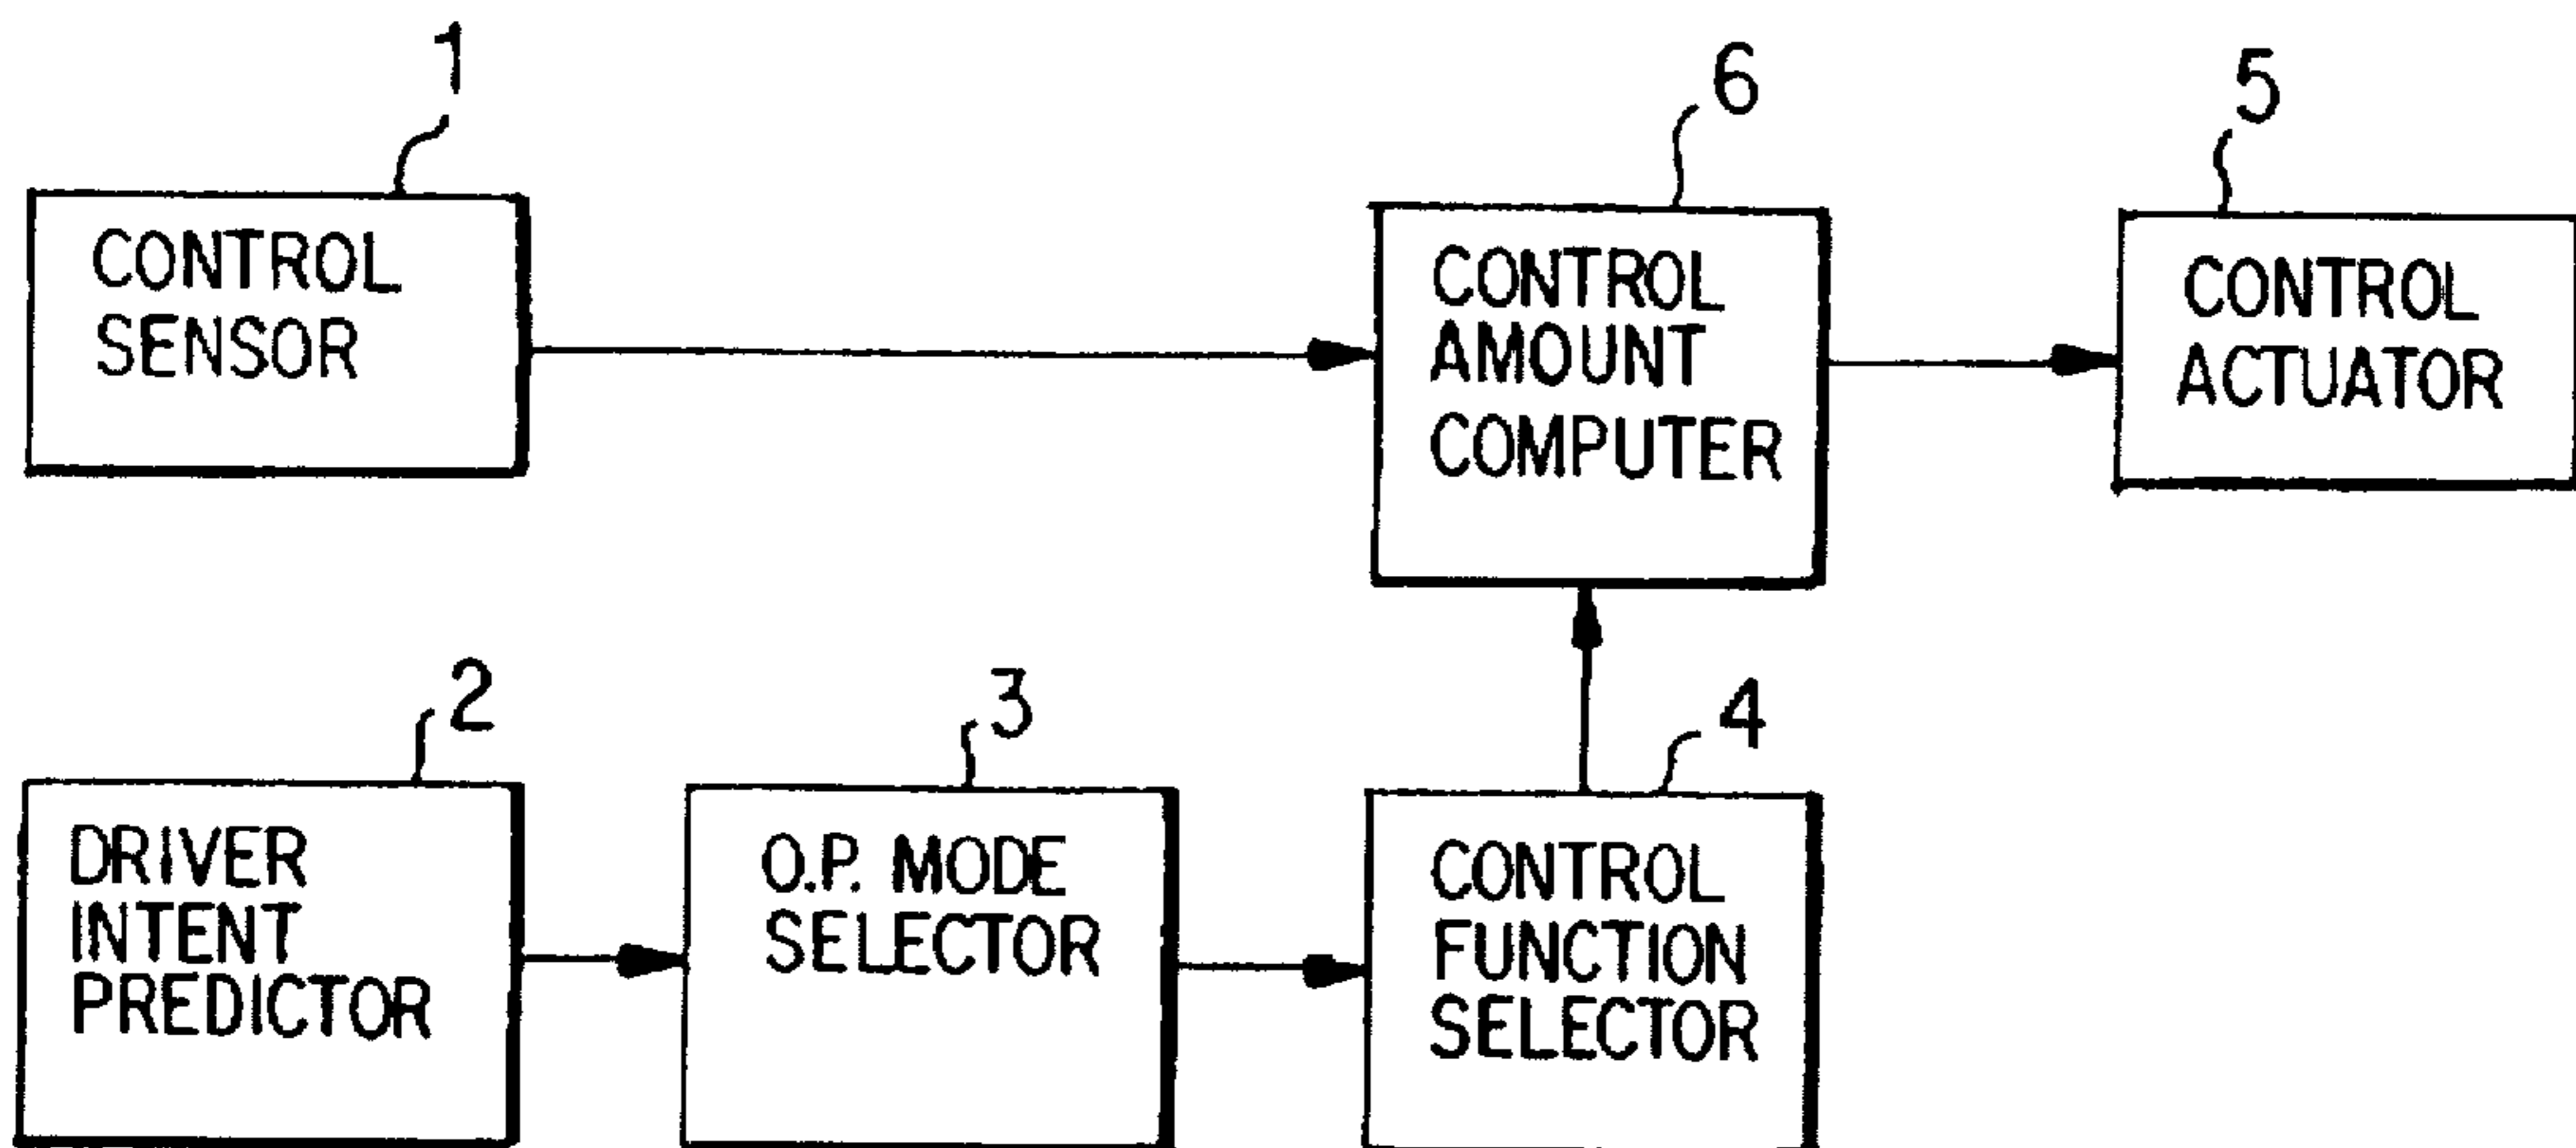 1
CONTROL
SENSOR
6
CONTROL
AMOUNT
COMPUTER
5
CONTROL
ACTUATOR
2
DRIVER
INTENT
PREDICTOR
3
O.P. MODE
SELECTOR
4
CONTROL
FUNCTION
SELECTOR